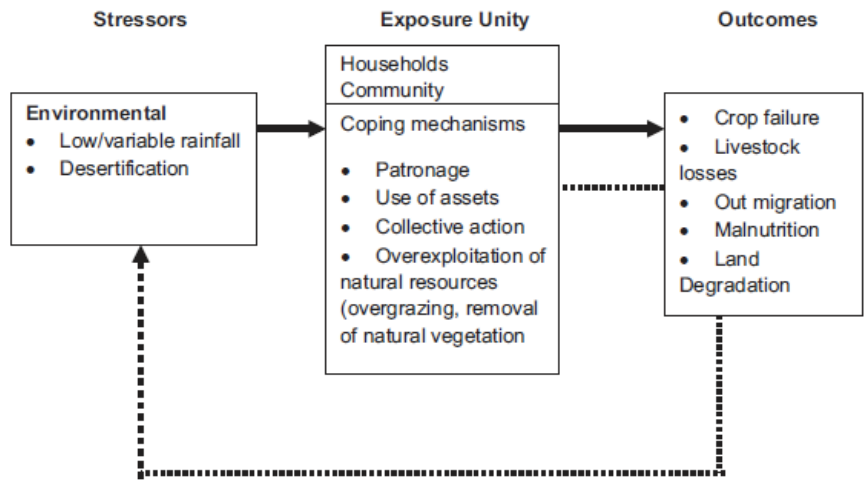 Stressors
Exposure Unity
Outcomes
Environmental
• Low/variable rainfall
• Desertification
Households
Community
Coping mechanisms
• Patronage
• Use of assets
• Collective action
• Overexploitation of
natural resources
(overgrazing, removal
of natural vegetation
• Crop failure
• Livestock
losses
• Out migration
• Malnutrition
• Land
Degradation